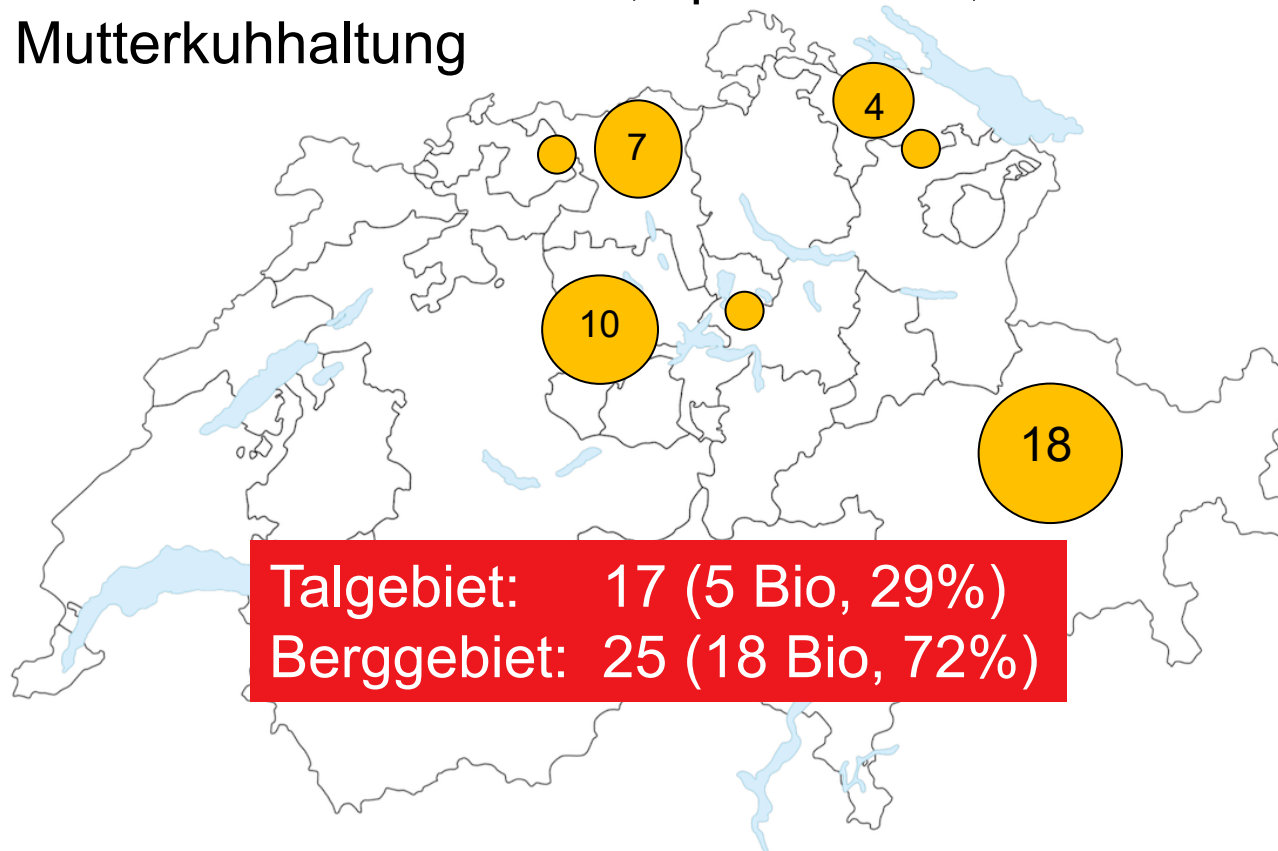 Mutterkuhhaltung
4
7
10
18
Talgebiet: 17 (5 Bio, 29%)
Berggebiet: 25 (18 Bio, 72%)